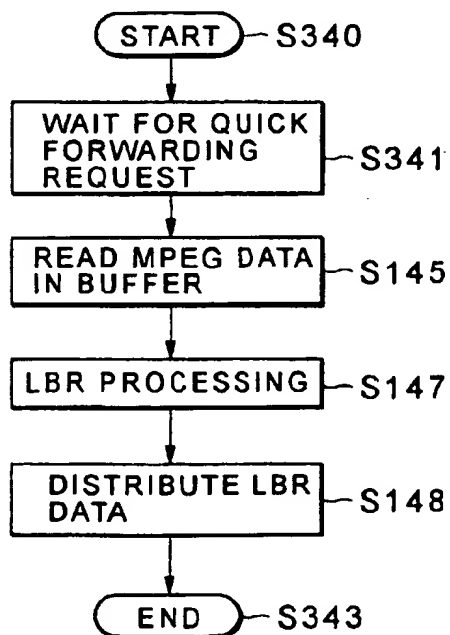 START S340
WAIT FOR QUICK
FORWARDING
REQUEST S341
READ MPEG DATA
IN BUFFER S145
LBR PROCESSING S147
DISTRIBUTE LBR
DATA S148
END S343